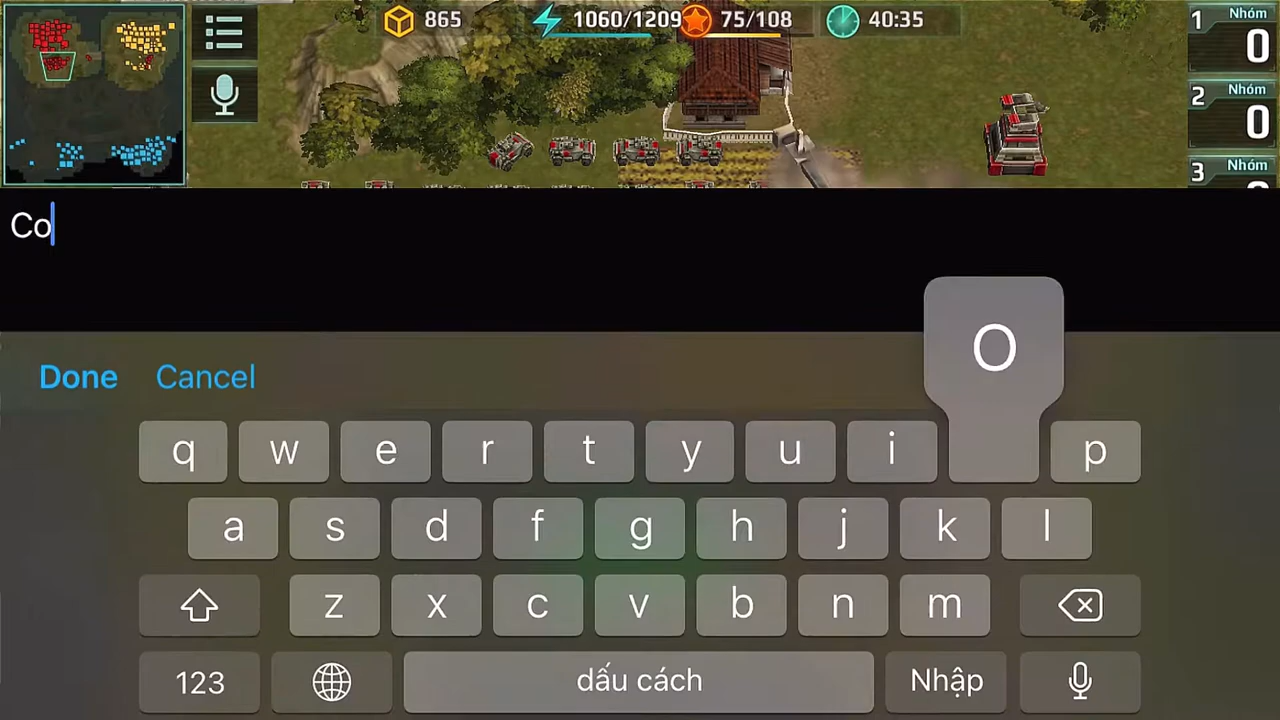 865
1060/1209
75/108
40:35
1 Nhóm
0
2 Nhóm
0
3 Nhóm
Co
O
Done Cancel
q w e r t y u i p
a s d f g h j k l
z x c v b n m
123 dấu cách Nhập